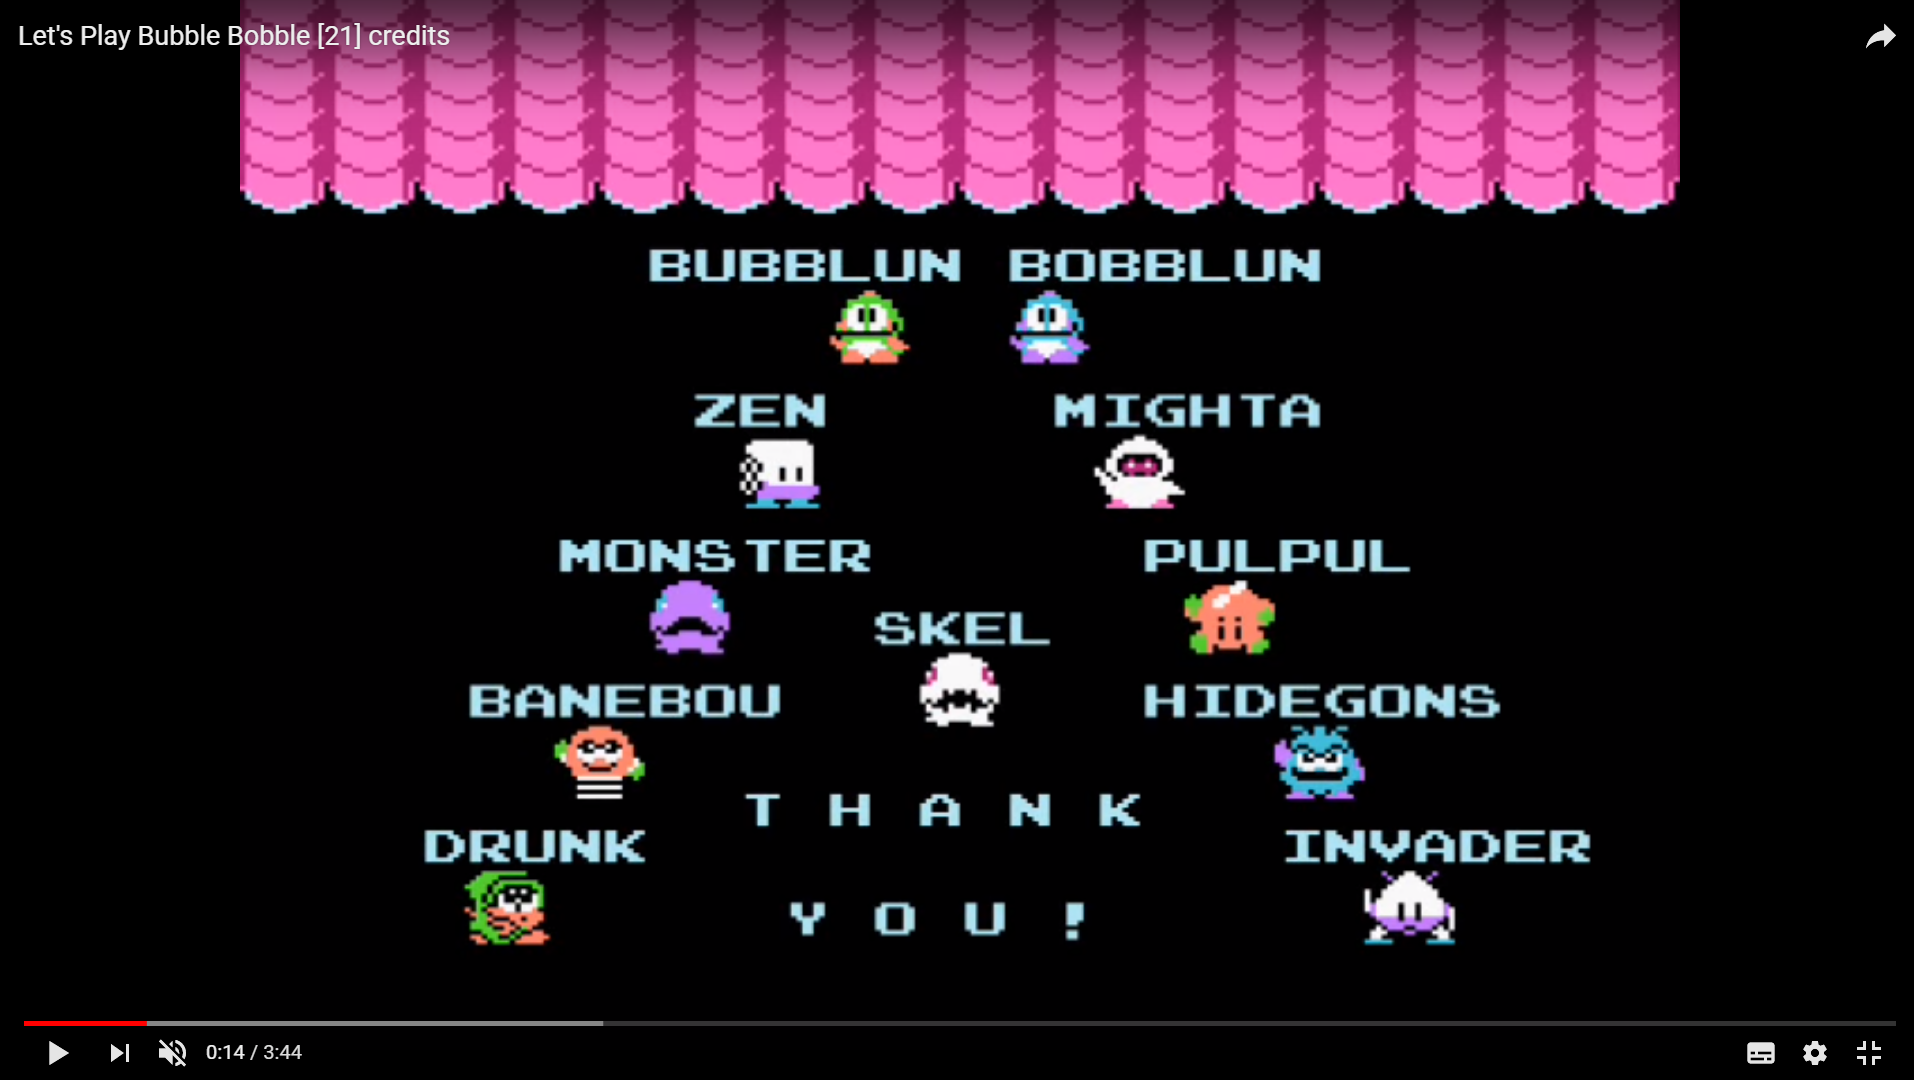 Let's Play Bubble Bobble [21] credits
BUBBLUN BOBBLUN
ZEN MIGHTA
MONSTER PULPUL
SKEL
BANEBOU HIDEGONS
T H A N K
DRUNK INVADER
Y O U !
0:14 / 3:44